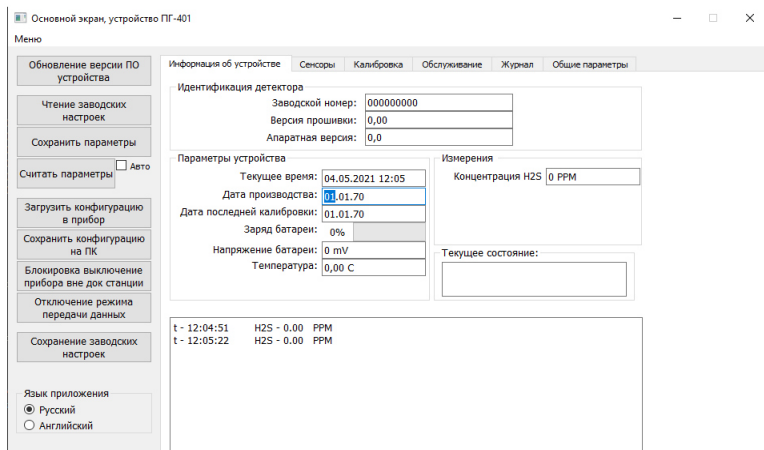 Основной экран, устройство ПГ-401
Меню
Обновление версии ПО
устройства
Чтение заводских
настроек
Сохранить параметры
Считать параметры
Авто
Загрузить конфигурацию
в прибор
Сохранить конфигурацию
на ПК
Блокировка выключение
прибора вне док станции
Отключение режима
передачи данных
Сохранение заводских
настроек
Язык приложения
Русский
Английский
Информация об устройстве
Сенсоры
Калибровка
Обслуживание
Журнал
Общие параметры
Идентификация детектора
Заводской номер: 000000000
Версия прошивки: 0,00
Апаратная версия: 0,0
Параметры устройства
Текущее время: 04.05.2021 12:05
Дата производства: 01.01.70
Дата последней калибровки: 01.01.70
Заряд батареи: 0%
Напряжение батареи: 0 mV
Температура: 0,00 C
Измерения
Концентрация H2S 0 PPM
Текущее состояние:
t - 12:04:51 H2S - 0.00 PPM
t - 12:05:22 H2S - 0.00 PPM